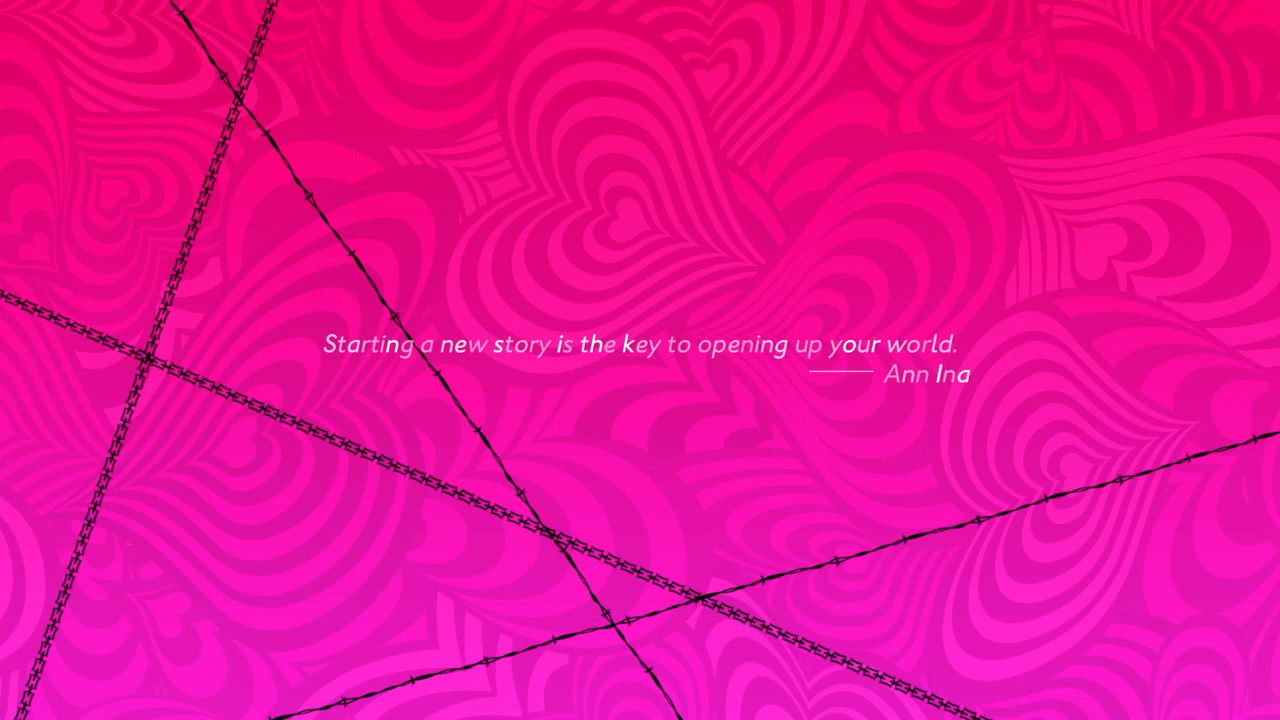 Starting a new story is the key to opening up your world.
—— Ann Ina